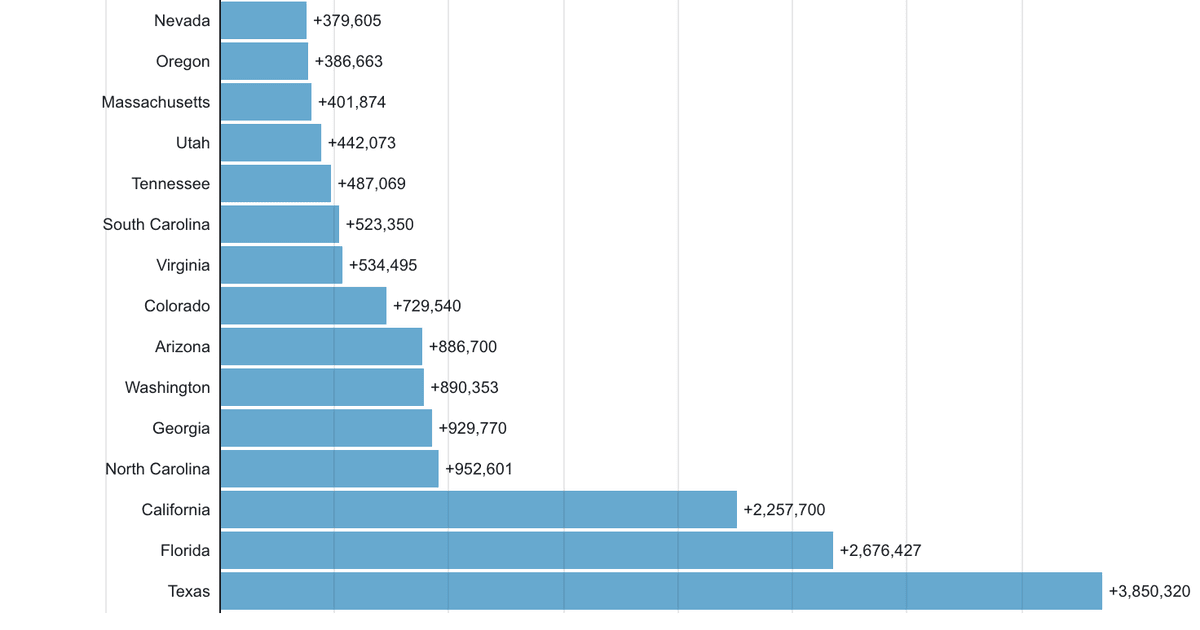 Nevada +379,605
Oregon +386,663
Massachusetts +401,874
Utah +442,073
Tennessee +487,069
South Carolina +523,350
Virginia +534,495
Colorado +729,540
Arizona +886,700
Washington +890,353
Georgia +929,770
North Carolina +952,601
California +2,257,700
Florida +2,676,427
Texas +3,850,320